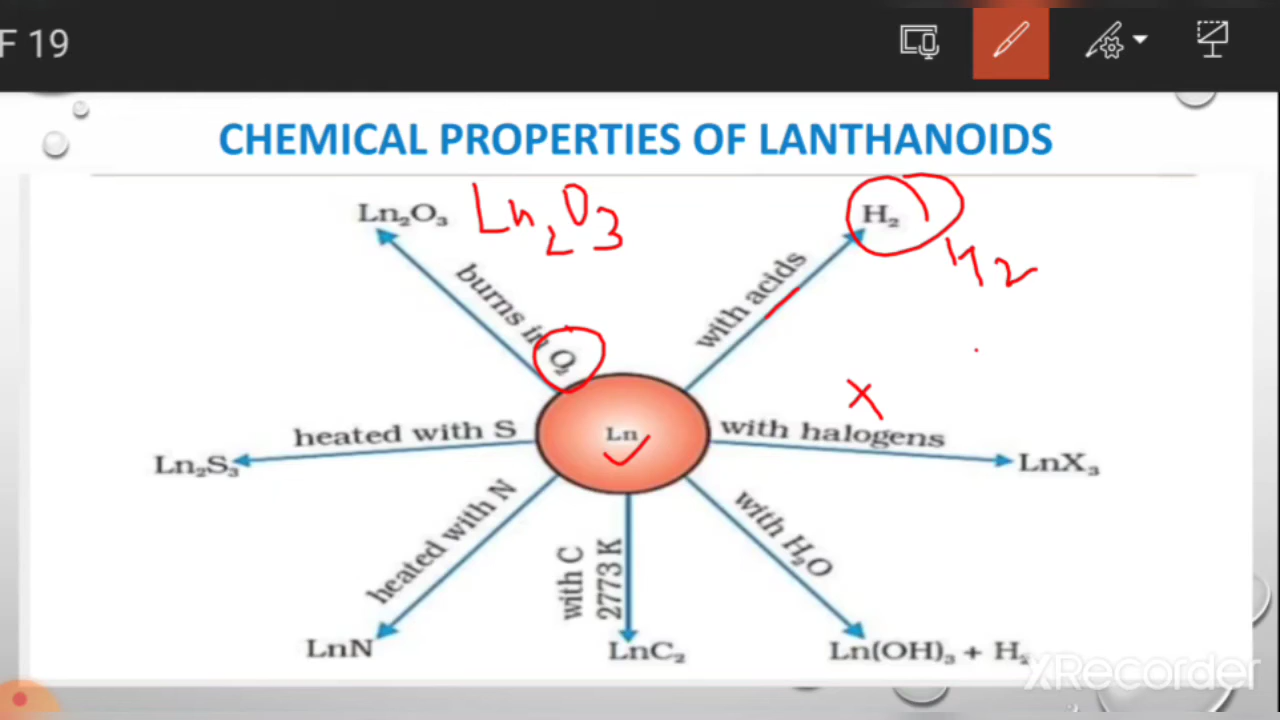 F 19
CHEMICAL PROPERTIES OF LANTHANOIDS
Ln₂O₃
Ln₂O₃
H₂
H₂
burns in O₂
with acids
X
heated with S
Ln
with halogens
Ln₂S₃
LnX₃
heated with N
with C
2773 K
with H₂O
LnN
LnC₂
Ln(OH)₃ + H₂
XRecorder